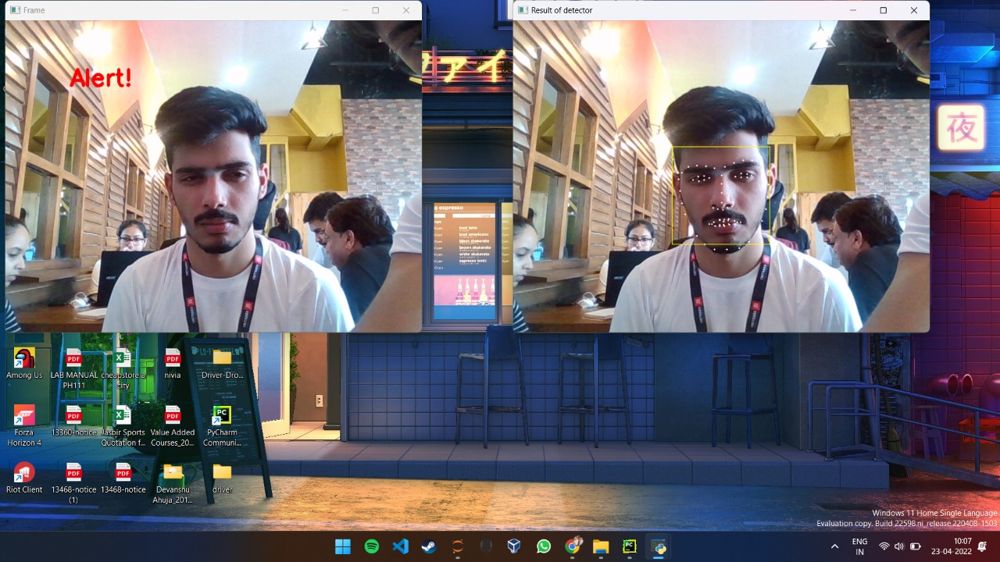 Frame
Result of detector
Alert!
ァイ
夜
espresso
iced latte
iced americano
brown shakerato
white shakerato
espresso tonic
Among Us
LAB MANUAL
PH111
cheapstore a
city
nivia
Driver-Dro...
Forza
Horizon 4
13360-notice
Jasbir Sports
Quotation f...
Value Added
Courses_20...
PyCharm
Communi...
Riot Client
13468-notice
(1)
13468-notice
Devanshu
Ahuja_201...
driver
Windows 11 Home Single Language
Evaluation copy. Build 22598.ni_release.220408-1503
ENG
IN
10:07
23-04-2022